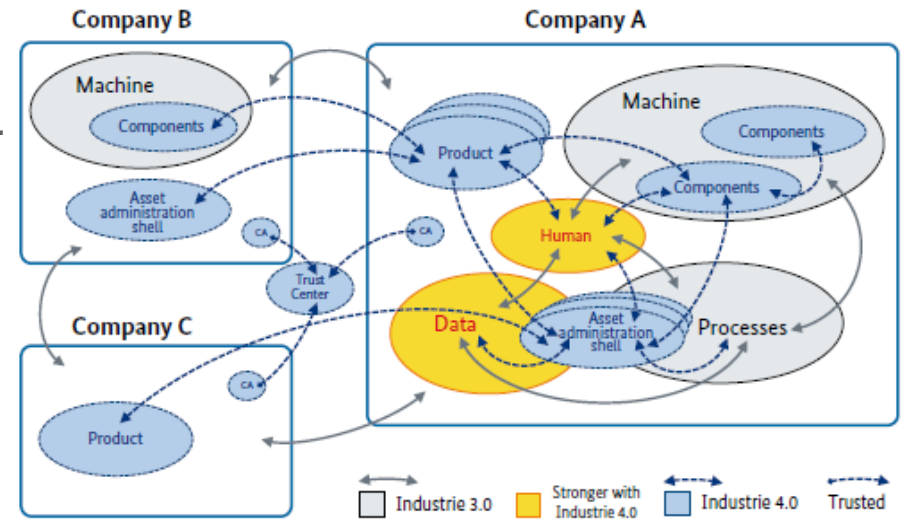 Company B
Company A
Machine
Components
Asset
administration
shell
CA
Product
Machine
Components
Components
Human
CA
Trust
Center
Data
Asset
administration
shell
Processes
Company C
CA
Product
Industrie 3.0
Stronger with
Industrie 4.0
Industrie 4.0
Trusted